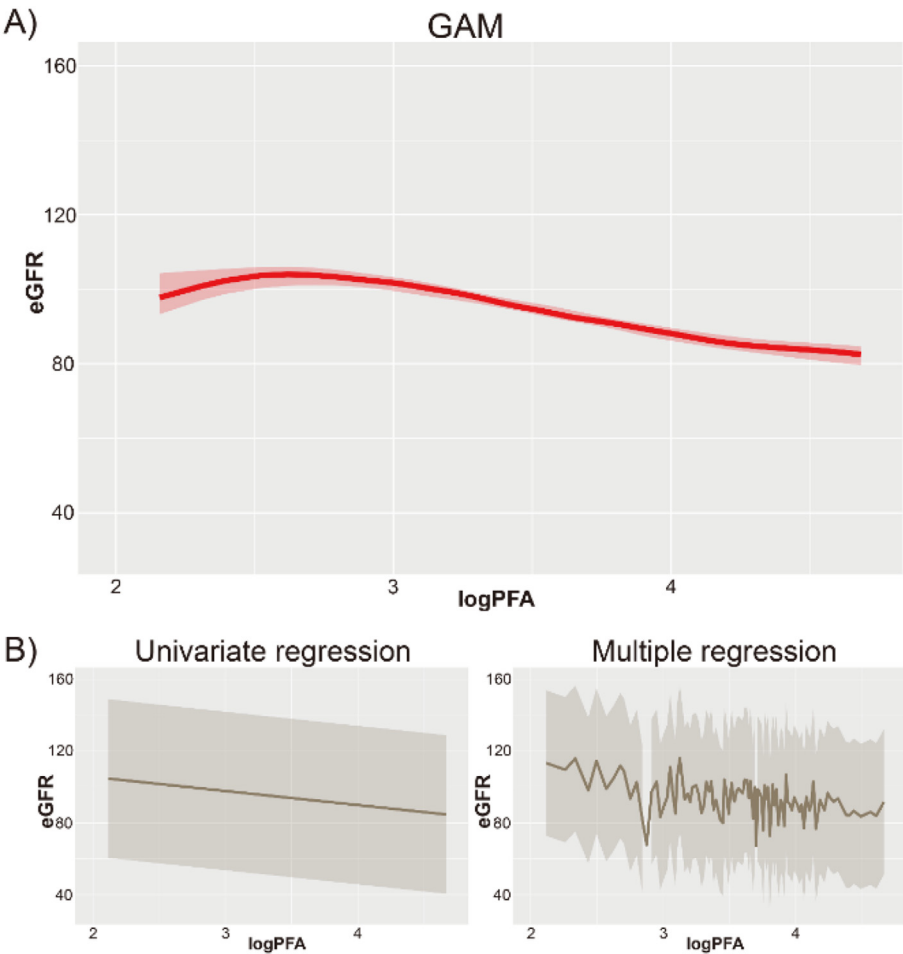 A)
GAM
160
120
80
40
eGFR
2 3 4
logPFA
B)
Univariate regression
160
120
80
40
eGFR
2 3 4
logPFA
Multiple regression
160
120
80
40
eGFR
2 3 4
logPFA